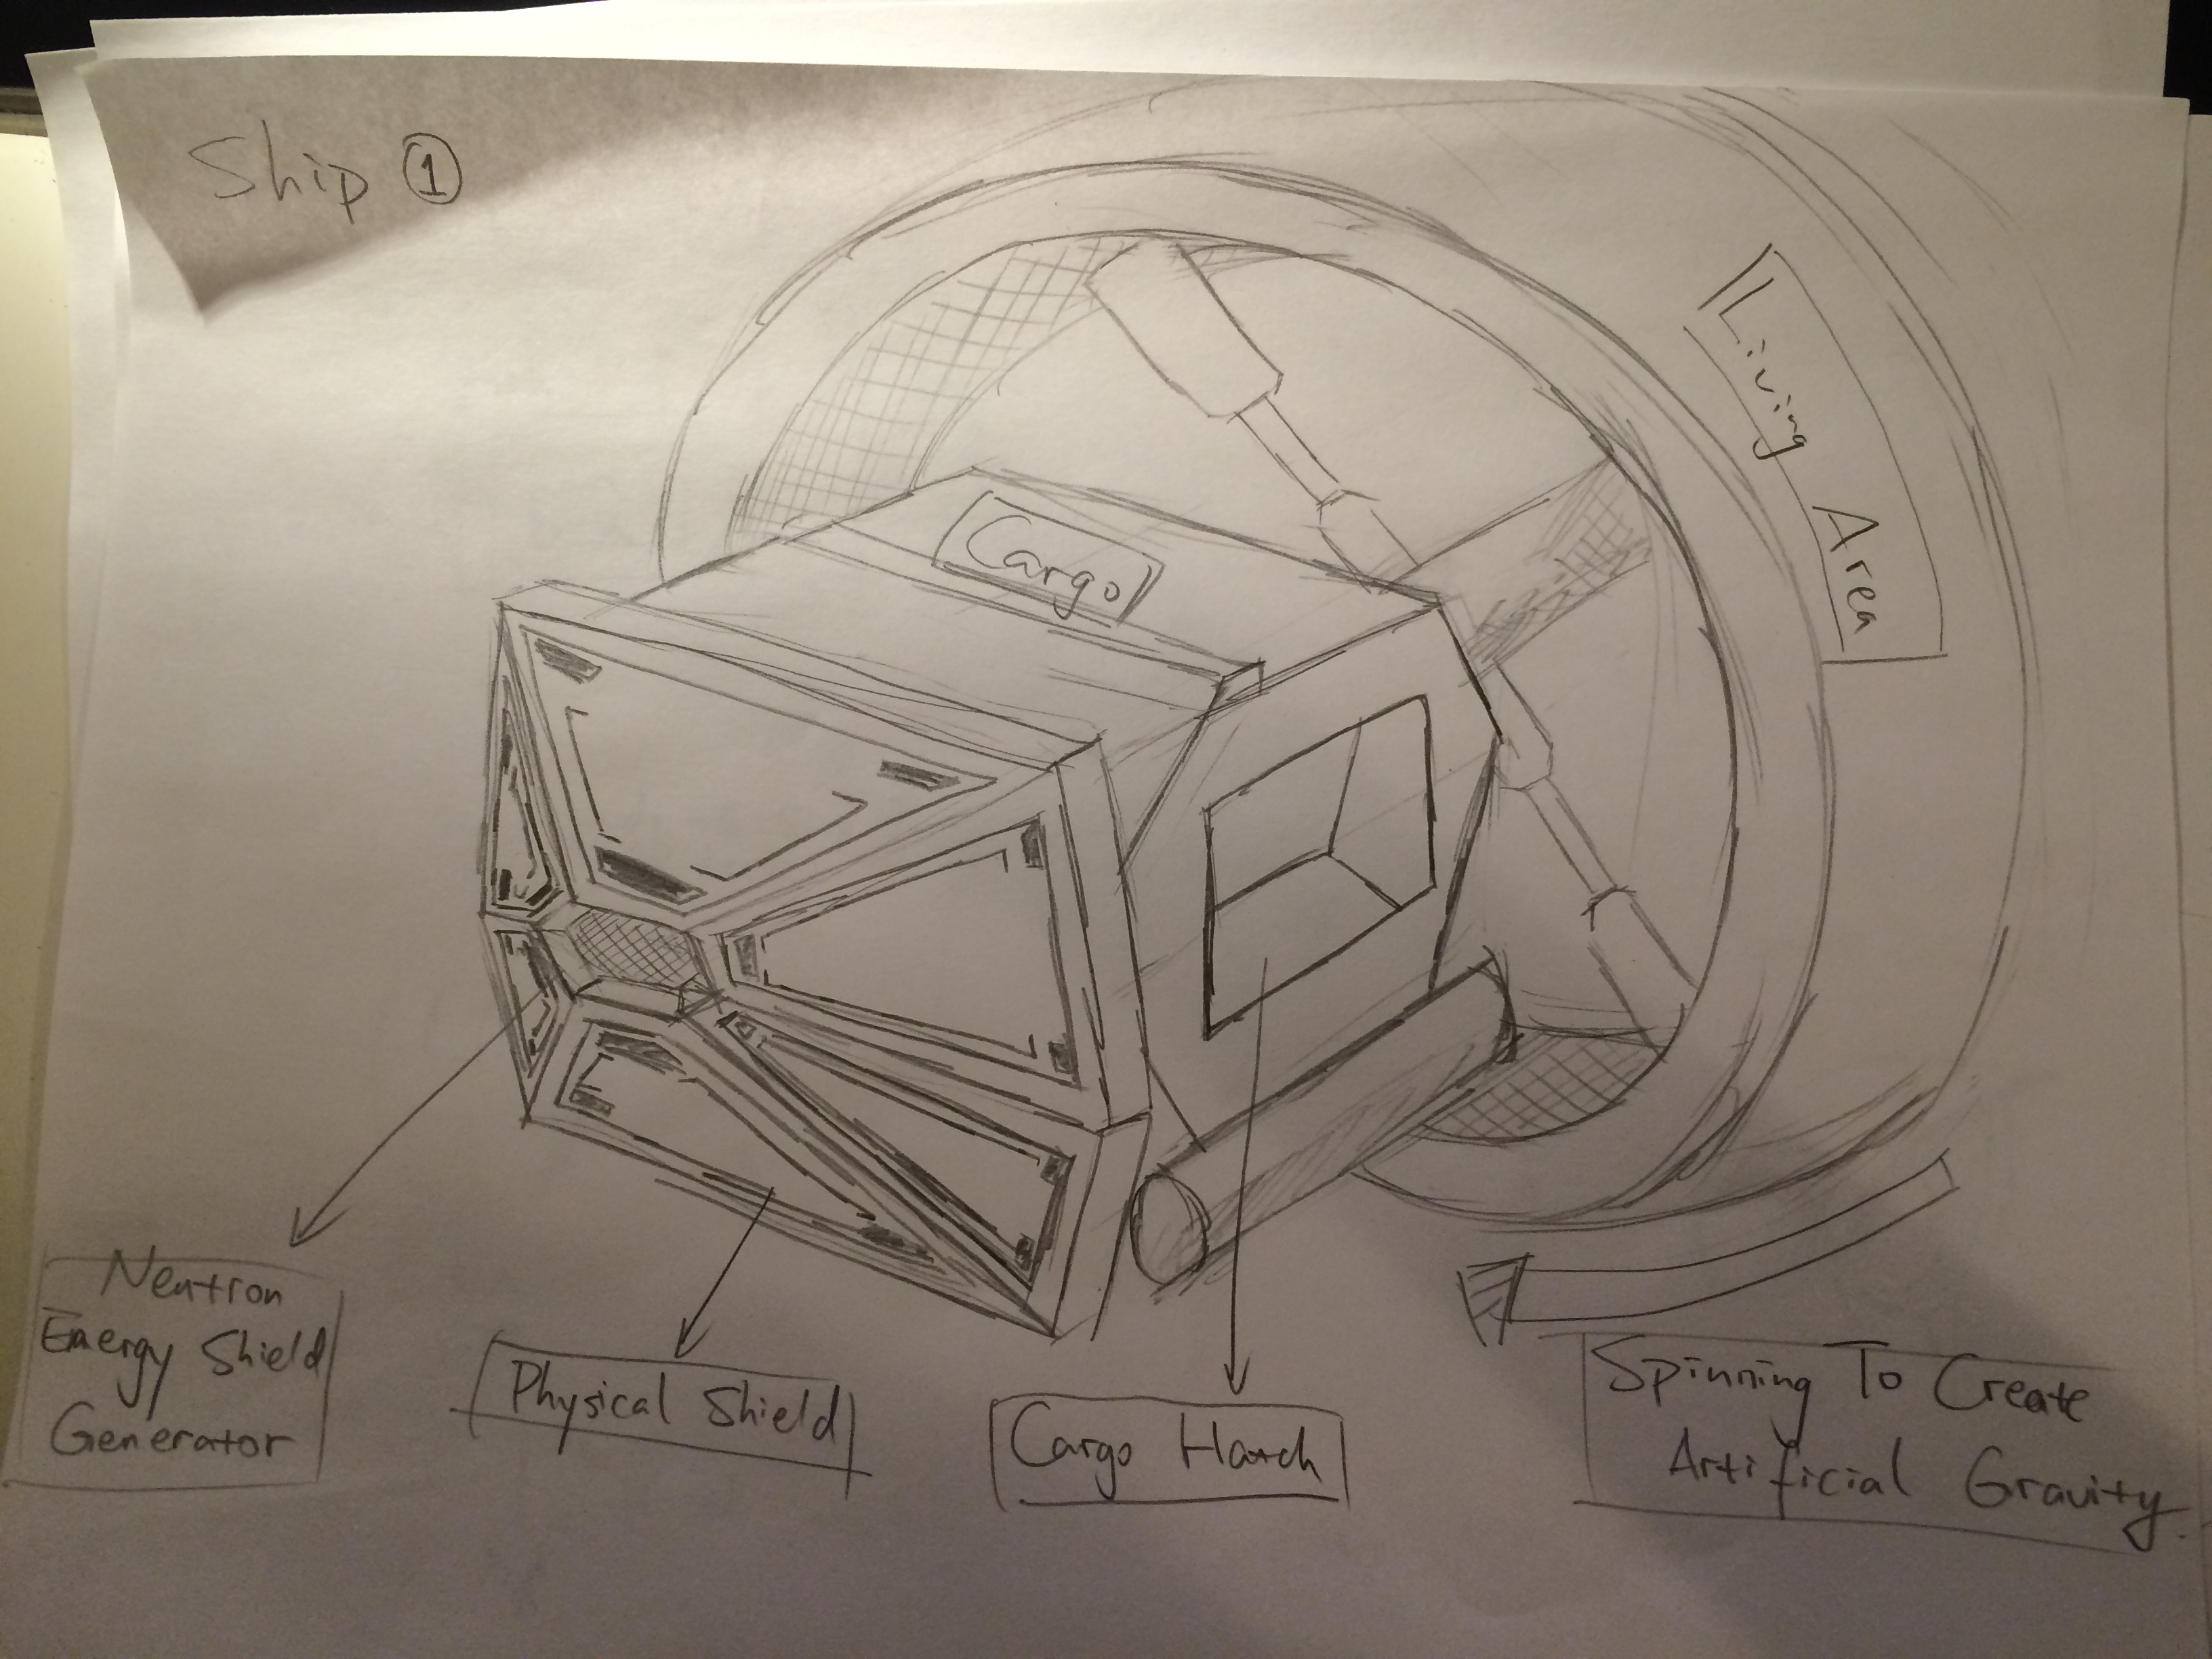 Ship ①
Living Area
Cargo
Neutron
Energy Shield
Generator
Physical Shield
Cargo Hatch
Spinning To Create
Artificial Gravity.